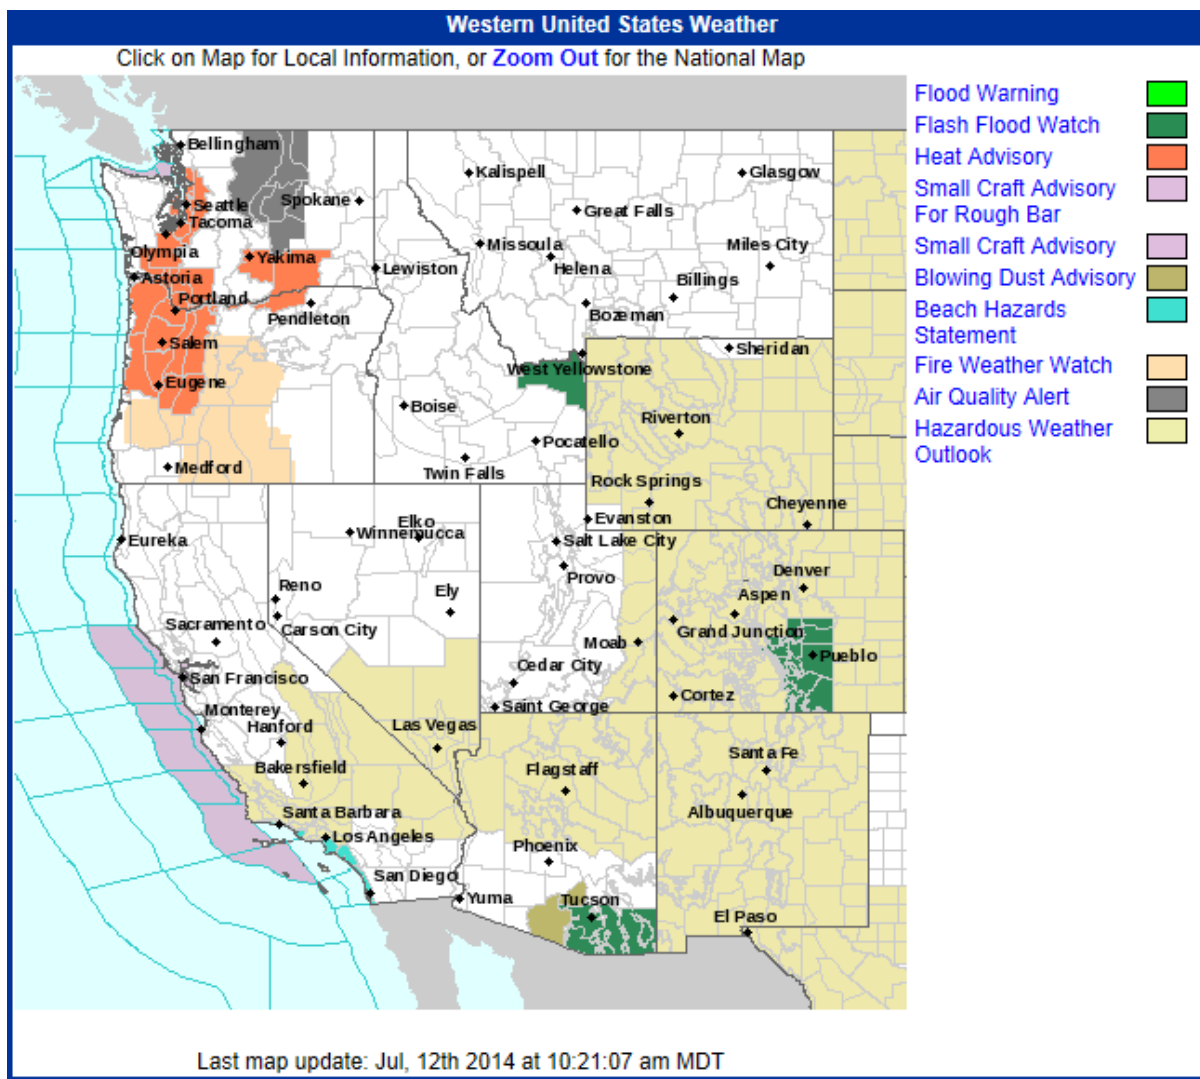 Western United States Weather
Click on Map for Local Information, or Zoom Out for the National Map
Flood Warning
Flash Flood Watch
Heat Advisory
Small Craft Advisory
For Rough Bar
Small Craft Advisory
Blowing Dust Advisory
Beach Hazards
Statement
Fire Weather Watch
Air Quality Alert
Hazardous Weather
Outlook
Bellingham
Kalispell
Glasgow
Seattle
Spokane
Great Falls
Tacoma
Olympia
Yakima
Missoula
Miles City
Helena
Lewiston
Astoria
Billings
Portland
Pendleton
Bozeman
Salem
Sheridan
West Yellowstone
Eugene
Boise
Riverton
Pocatello
Medford
Twin Falls
Rock Springs
Cheyenne
Evanston
Elko
Winnemucca
Eureka
Salt Lake City
Provo
Denver
Reno
Ely
Aspen
Carson City
Sacramento
Grand Junction
Moab
Pueblo
Cedar City
San Francisco
Cortez
Saint George
Monterey
Hanford
Las Vegas
Santa Fe
Bakersfield
Flagstaff
Albuquerque
Santa Barbara
Los Angeles
Phoenix
San Diego
Yuma
Tucson
El Paso
Last map update: Jul, 12th 2014 at 10:21:07 am MDT